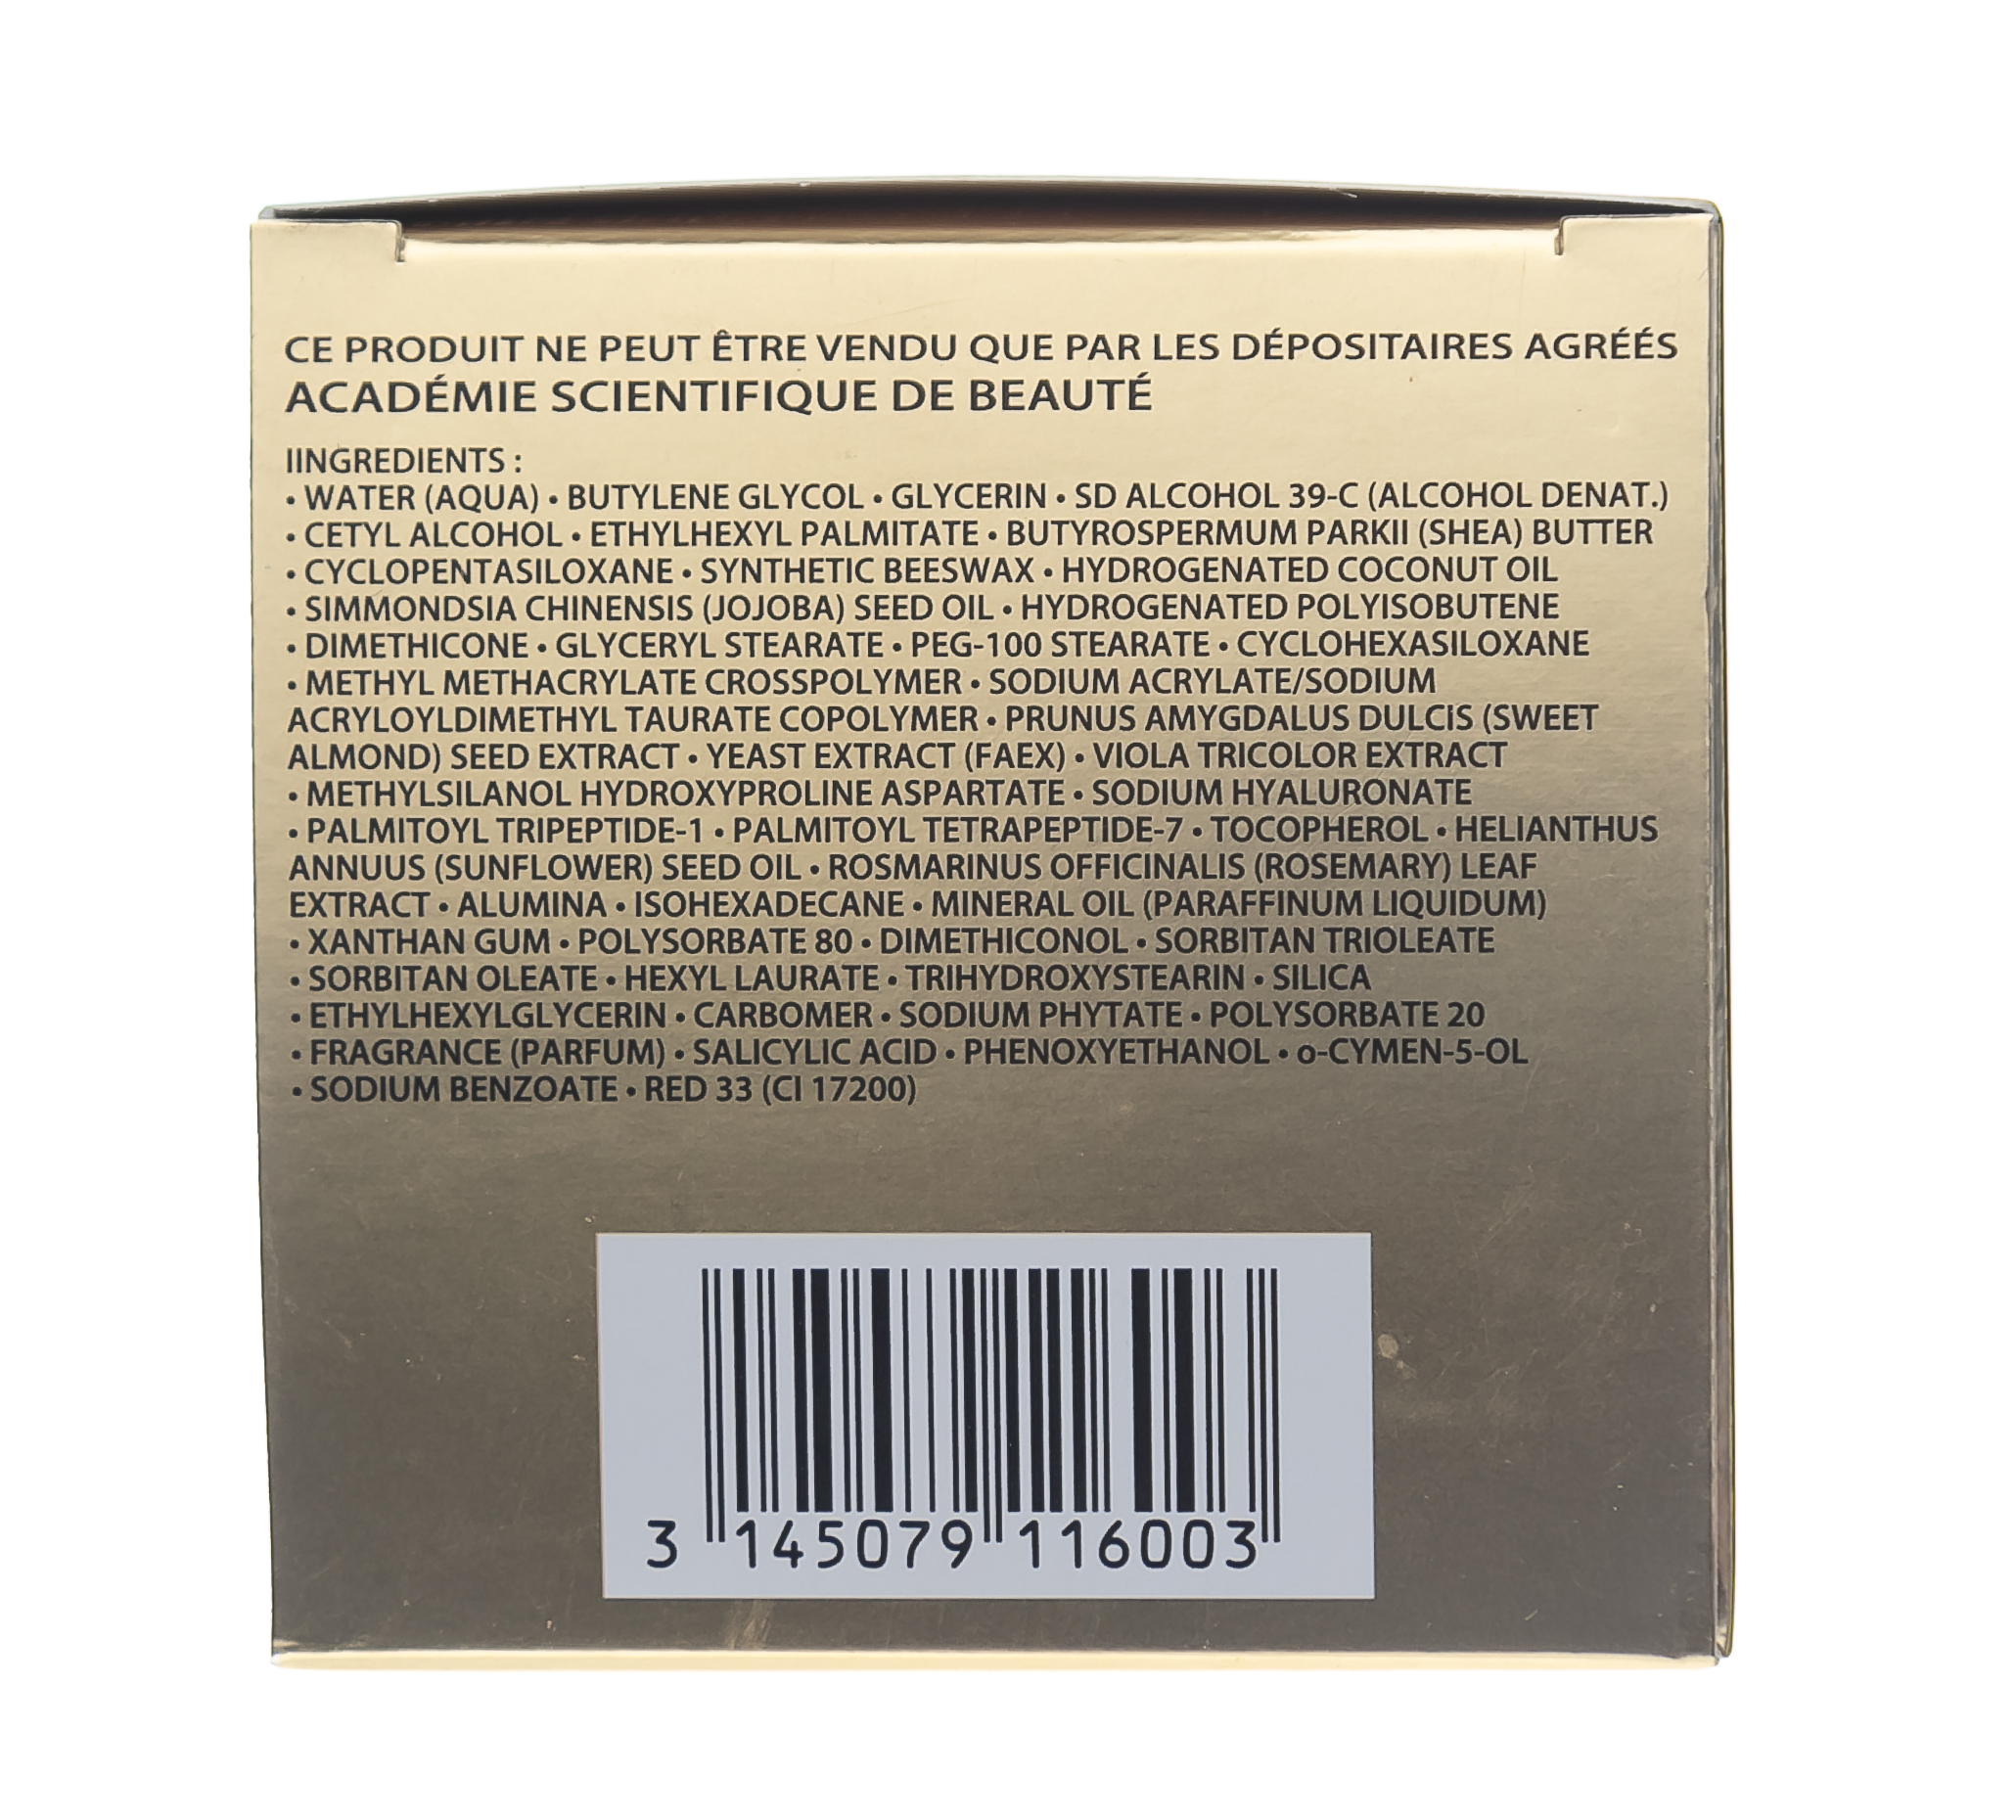 CE PRODUIT NE PEUT ÊTRE VENDU QUE PAR LES DÉPOSITAIRES AGRÉÉS
ACADÉMIE SCIENTIFIQUE DE BEAUTÉ
IINGREDIENTS :
• WATER (AQUA) • BUTYLENE GLYCOL • GLYCERIN • SD ALCOHOL 39-C (ALCOHOL DENAT.)
• CETYL ALCOHOL • ETHYLHEXYL PALMITATE • BUTYROSPERMUM PARKII (SHEA) BUTTER
• CYCLOPENTASILOXANE • SYNTHETIC BEESWAX • HYDROGENATED COCONUT OIL
• SIMMONDSIA CHINENSIS (JOJOBA) SEED OIL • HYDROGENATED POLYISOBUTENE
• DIMETHICONE • GLYCERYL STEARATE • PEG-100 STEARATE • CYCLOHEXASILOXANE
• METHYL METHACRYLATE CROSSPOLYMER • SODIUM ACRYLATE/SODIUM
ACRYLOYLDIMETHYL TAURATE COPOLYMER • PRUNUS AMYGDALUS DULCIS (SWEET
ALMOND) SEED EXTRACT • YEAST EXTRACT (FAEX) • VIOLA TRICOLOR EXTRACT
• METHYLSILANOL HYDROXYPROLINE ASPARTATE • SODIUM HYALURONATE
• PALMITOYL TRIPEPTIDE-1 • PALMITOYL TETRAPEPTIDE-7 • TOCOPHEROL • HELIANTHUS
ANNUUS (SUNFLOWER) SEED OIL • ROSMARINUS OFFICINALIS (ROSEMARY) LEAF
EXTRACT • ALUMINA • ISOHEXADECANE • MINERAL OIL (PARAFFINUM LIQUIDUM)
• XANTHAN GUM • POLYSORBATE 80 • DIMETHICONOL • SORBITAN TRIOLEATE
• SORBITAN OLEATE • HEXYL LAURATE • TRIHYDROXYSTEARIN • SILICA
• ETHYLHEXYLGLYCERIN • CARBOMER • SODIUM PHYTATE • POLYSORBATE 20
• FRAGRANCE (PARFUM) • SALICYLIC ACID • PHENOXYETHANOL • o-CYMEN-5-OL
• SODIUM BENZOATE • RED 33 (CI 17200)
3 145079 116003